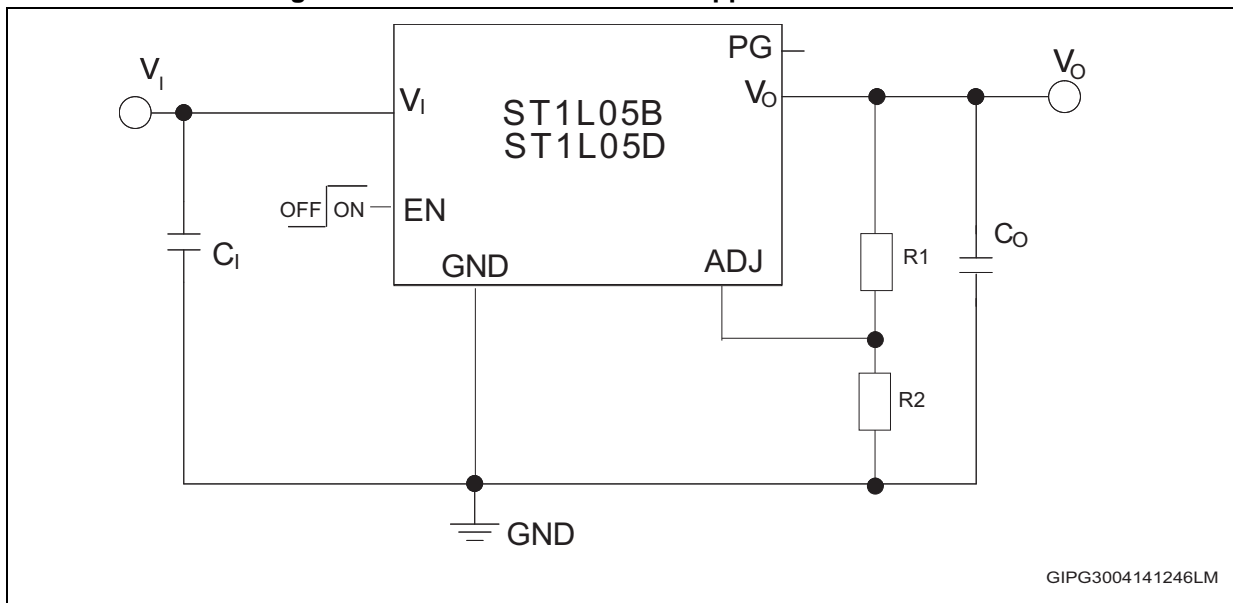 PG
V_I
V_O
V_I
V_O
ST1L05B
ST1L05D
OFF ON
EN
C_I
GND
ADJ
R1
C_O
R2
GND
GIPG3004141246LM